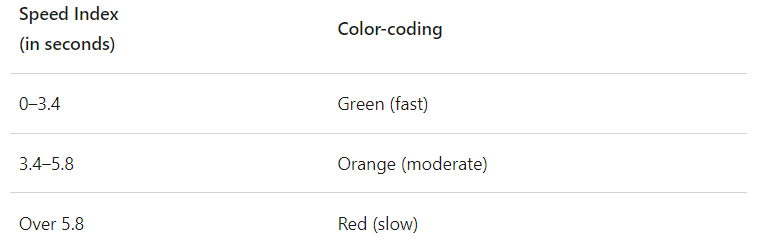 Speed Index
(in seconds)
Color-coding
0–3.4
Green (fast)
3.4–5.8
Orange (moderate)
Over 5.8
Red (slow)